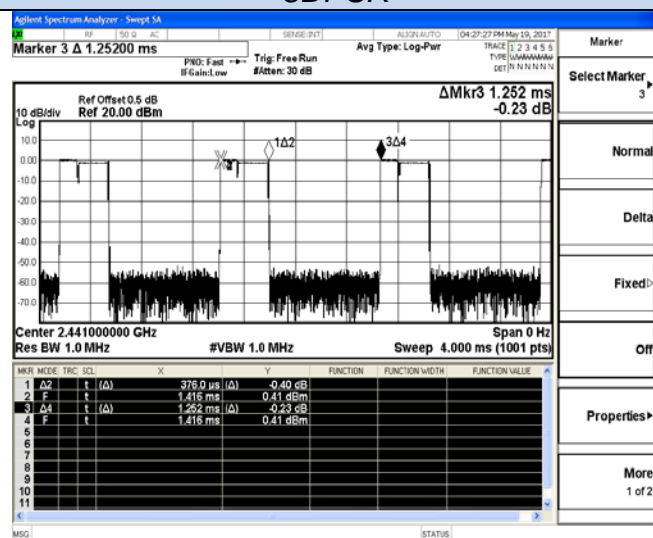 Agilent Spectrum Analyzer - Swept SA
RF 50 Ω AC SENSE:INT ALIGN AUTO 04:27:27 PM May 19, 2017
Marker 3 Δ 1.25200 ms
PNO: Fast
IFGain:Low
Trig: Free Run
#Atten: 30 dB
Avg Type: Log-Pwr
TRACE 1 2 3 4 5 6
TYPE
DET N N N N N N
ΔMkr3 1.252 ms
-0.23 dB
10 dB/div
Log
Ref Offset 0.5 dB
Ref 20.00 dBm
10.0
0.00
-10.0
-20.0
-30.0
-40.0
-50.0
-60.0
-70.0
1Δ2
3Δ4
Center 2.441000000 GHz Span 0 Hz
Res BW 1.0 MHz #VBW 1.0 MHz Sweep 4.000 ms (1001 pts)
MKR MODE TRC SCL X Y FUNCTION FUNCTION WIDTH FUNCTION VALUE
1 Δ2 t (Δ) 376.0 µs (Δ) -0.40 dB
2 F t 1.416 ms 0.41 dBm
3 Δ4 t (Δ) 1.252 ms (Δ) -0.23 dB
4 F t 1.416 ms 0.41 dBm
5
6
7
8
9
10
11
MSG STATUS
Marker
Select Marker
3
Normal
Delta
Fixed
Off
Properties
More
1 of 2